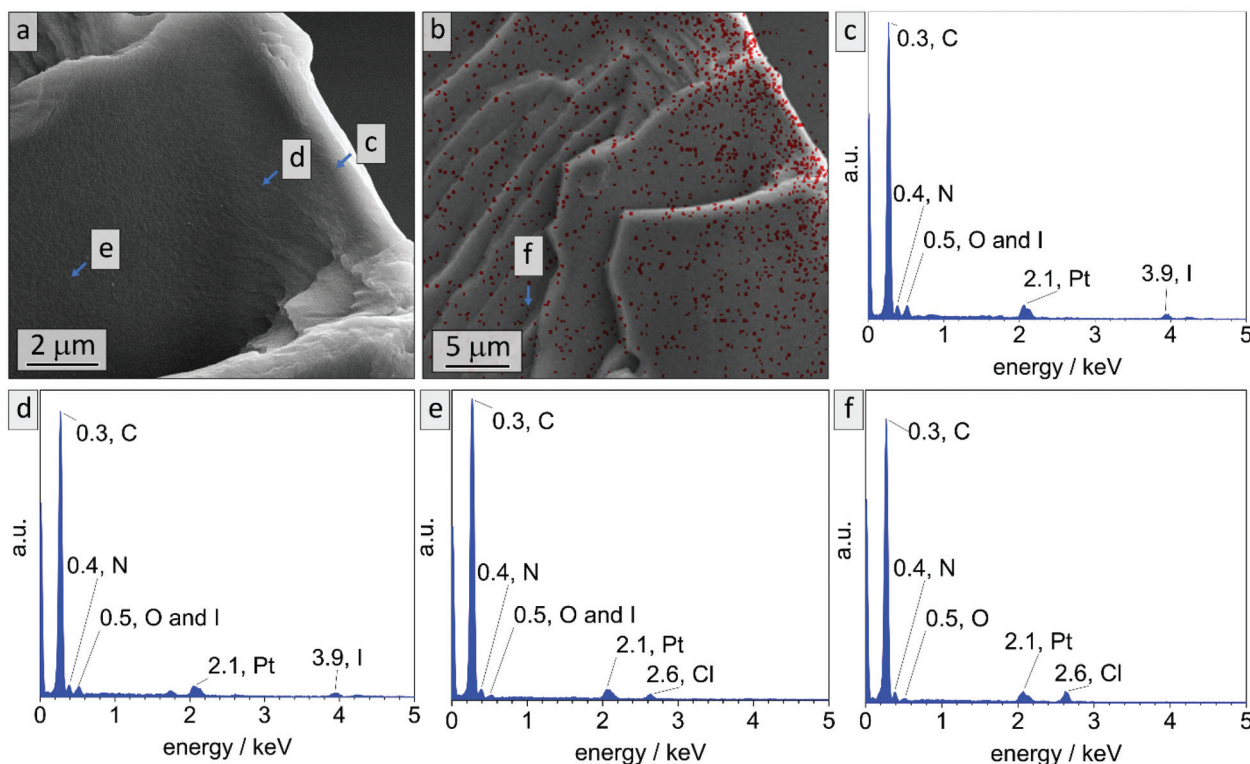 a
d
c
e
2 µm
b
f
5 µm
c
0.3, C
0.4, N
0.5, O and I
2.1, Pt
3.9, I
a.u.
0 1 2 3 4 5
energy / keV
d
0.3, C
0.4, N
0.5, O and I
2.1, Pt
3.9, I
a.u.
0 1 2 3 4 5
energy / keV
e
0.3, C
0.4, N
0.5, O and I
2.1, Pt
2.6, Cl
a.u.
0 1 2 3 4 5
energy / keV
f
0.3, C
0.4, N
0.5, O
2.1, Pt
2.6, Cl
a.u.
0 1 2 3 4 5
energy / keV